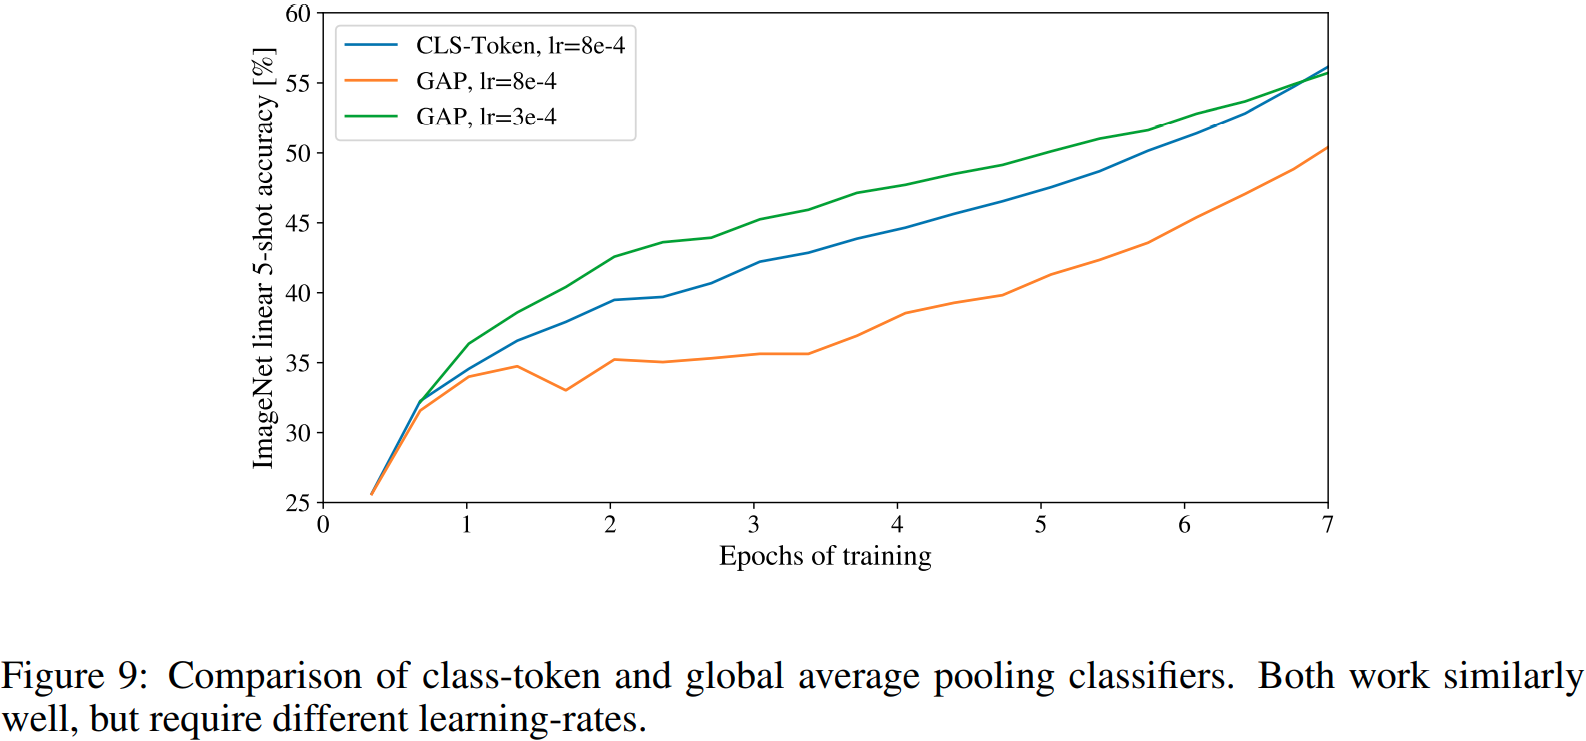 60
55
50
45
40
35
30
25
ImageNet linear 5-shot accuracy [%]
CLS-Token, lr=8e-4
GAP, lr=8e-4
GAP, lr=3e-4
0 1 2 3 4 5 6 7
Epochs of training
Figure 9: Comparison of class-token and global average pooling classifiers. Both work similarly
well, but require different learning-rates.